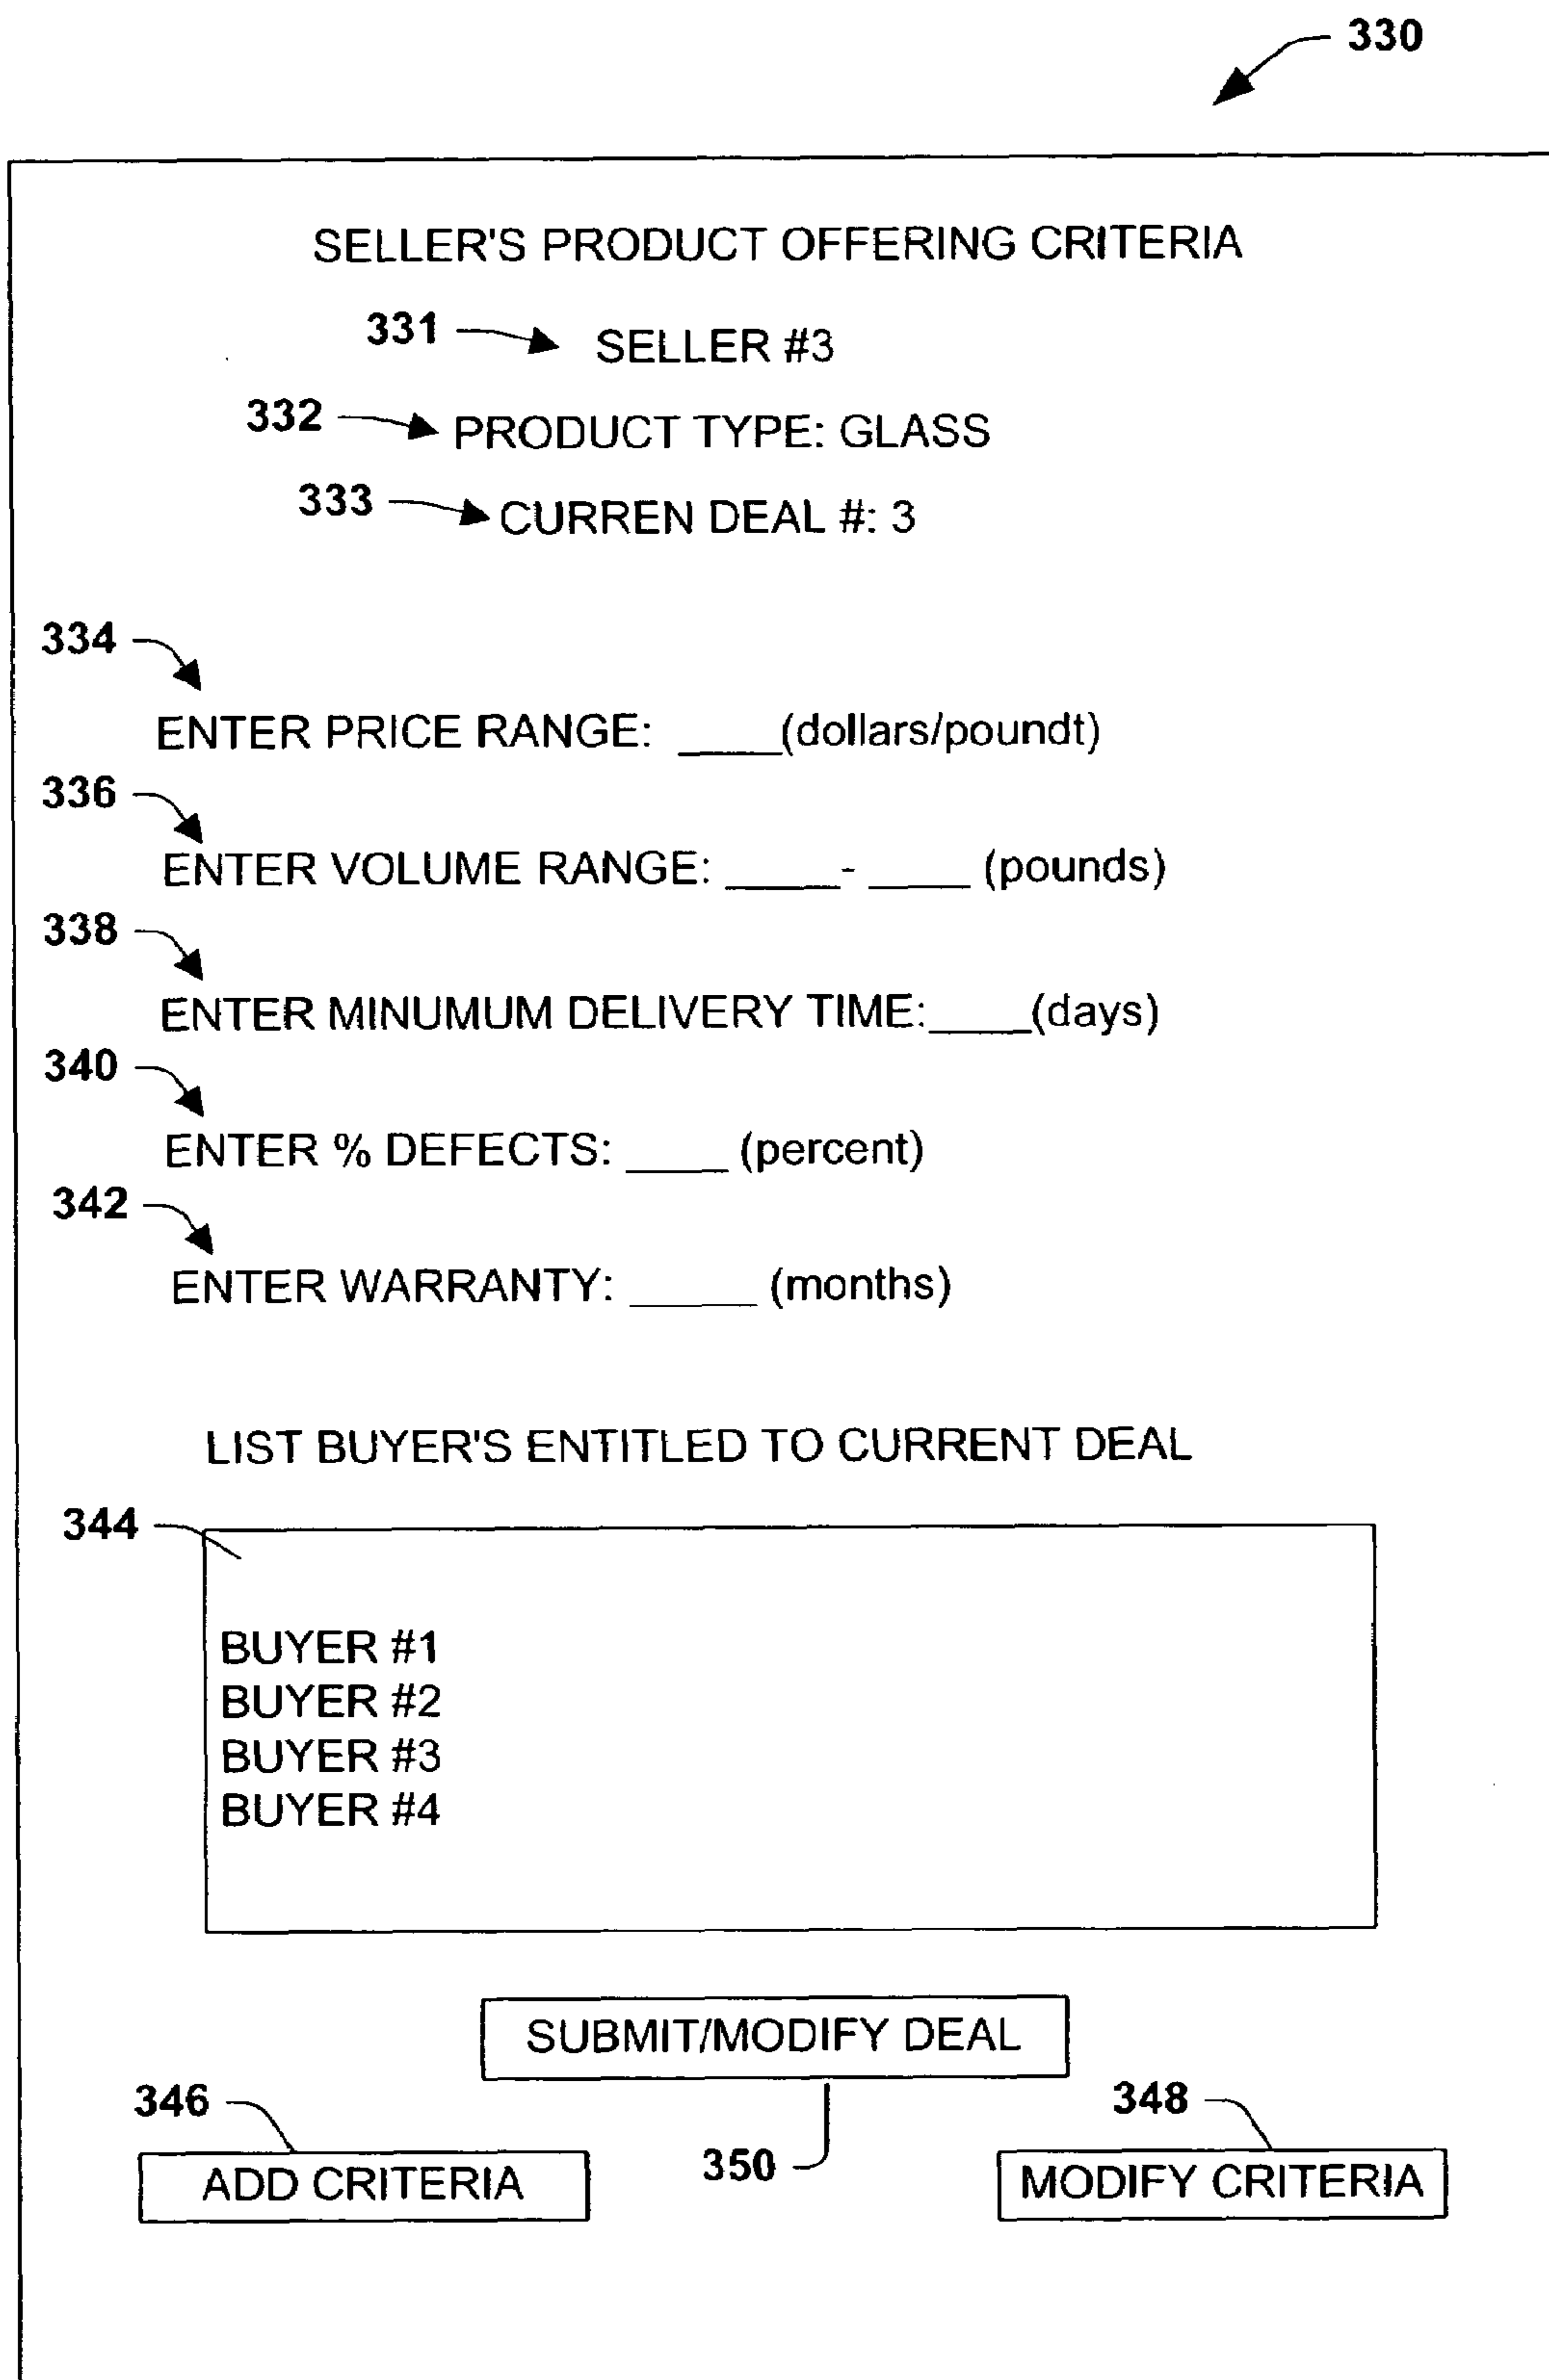 330
SELLER'S PRODUCT OFFERING CRITERIA
331 SELLER #3
332 PRODUCT TYPE: GLASS
333 CURREN DEAL #: 3
334
ENTER PRICE RANGE: ____(dollars/poundt)
336
ENTER VOLUME RANGE: ____- ____ (pounds)
338
ENTER MINUMUM DELIVERY TIME:____(days)
340
ENTER % DEFECTS: ____ (percent)
342
ENTER WARRANTY: _____ (months)
LIST BUYER'S ENTITLED TO CURRENT DEAL
344
BUYER #1
BUYER #2
BUYER #3
BUYER #4
SUBMIT/MODIFY DEAL
346 350 348
ADD CRITERIA MODIFY CRITERIA